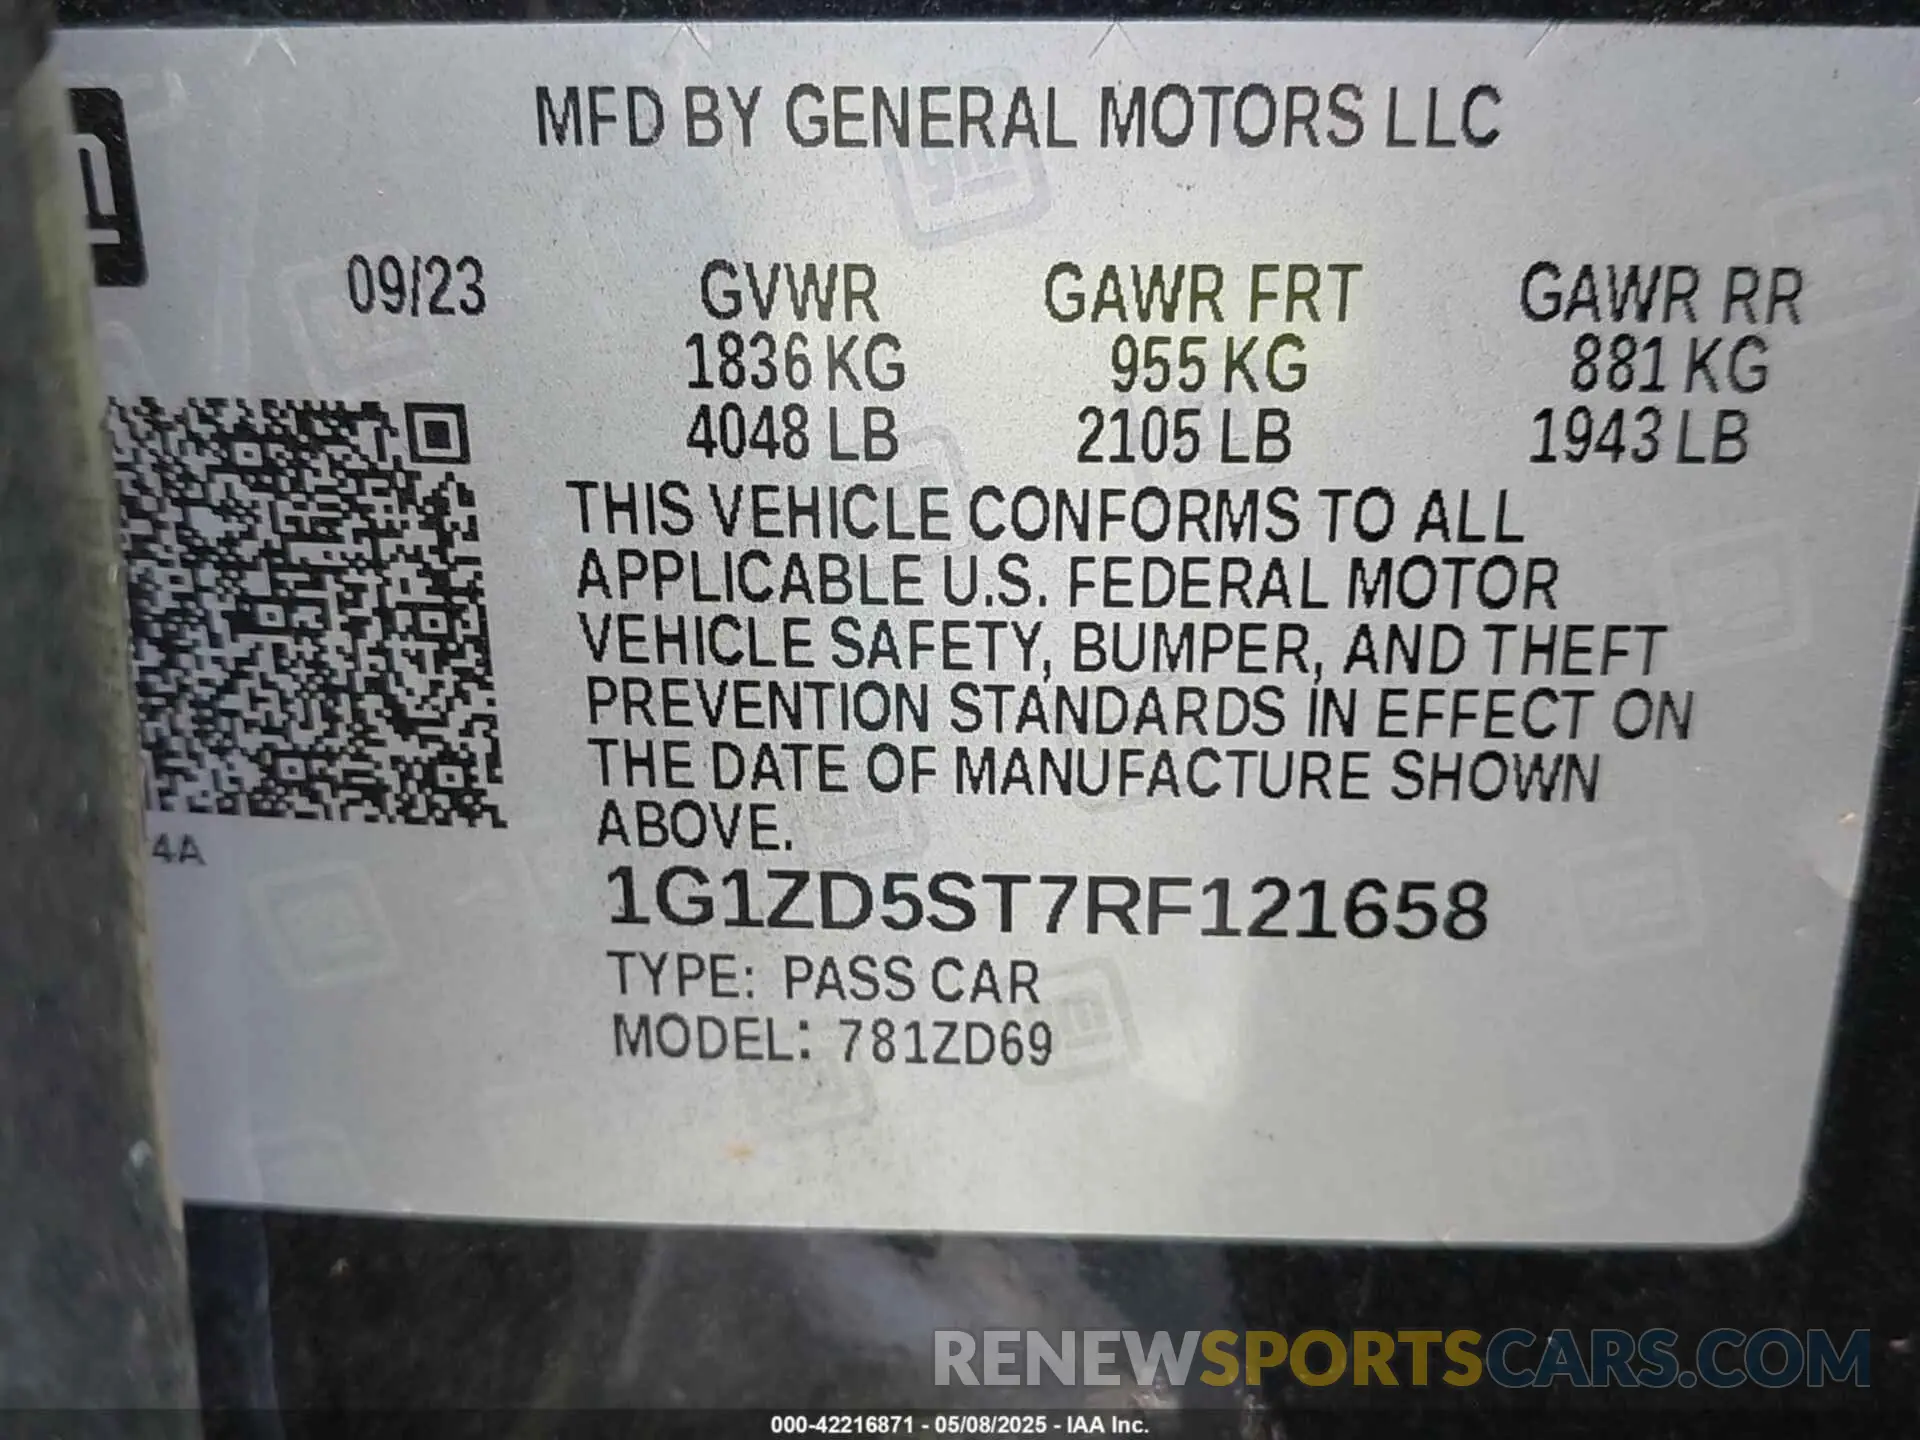 MFD BY GENERAL MOTORS LLC
09/23 GVWR GAWR FRT GAWR RR
1836 KG 955 KG 881 KG
4048 LB 2105 LB 1943 LB
THIS VEHICLE CONFORMS TO ALL
APPLICABLE U.S. FEDERAL MOTOR
VEHICLE SAFETY, BUMPER, AND THEFT
PREVENTION STANDARDS IN EFFECT ON
THE DATE OF MANUFACTURE SHOWN
ABOVE.
4A
1G1ZD5ST7RF121658
TYPE: PASS CAR
MODEL: 781ZD69
RENEWSPORTSCARS.COM
000-42216871 - 05/08/2025 - IAA Inc.